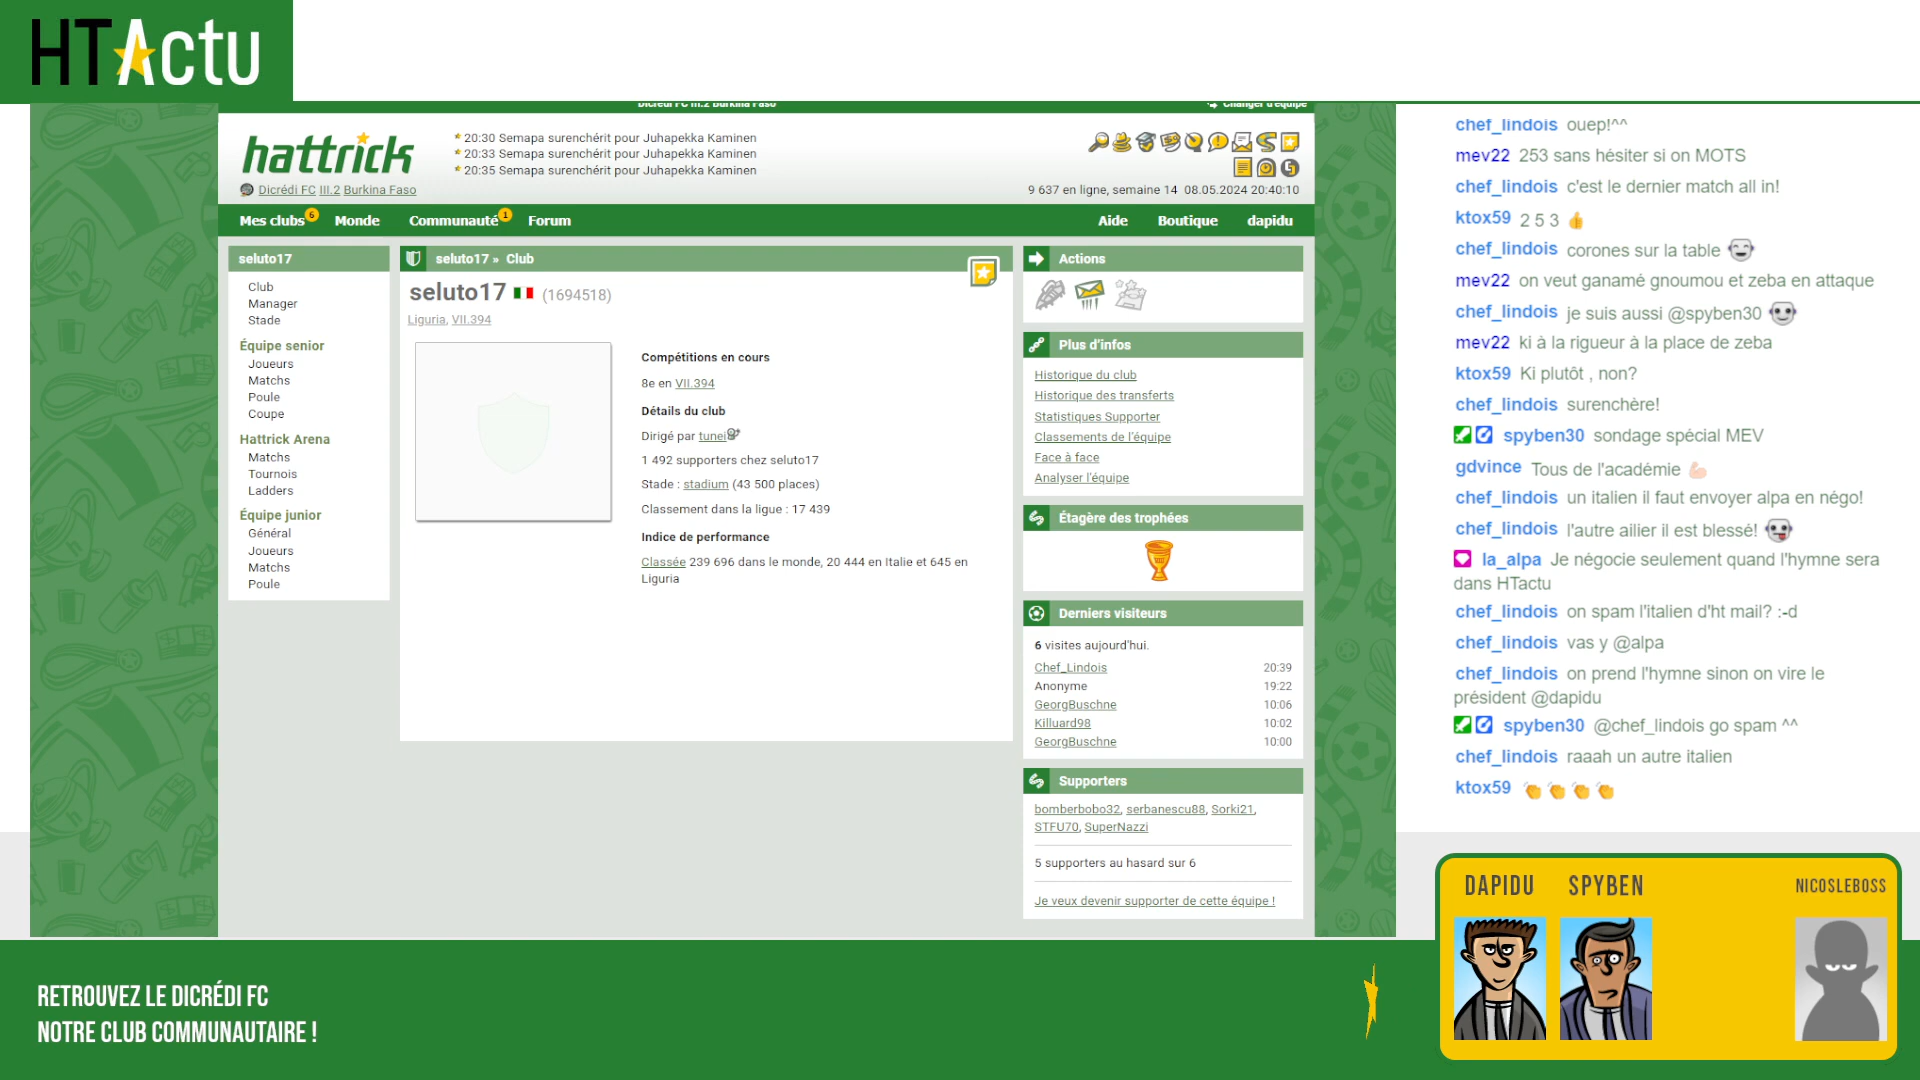 HTActu
Dicrédi FC III.2 Burkina Faso
Changer d'équipe
hattrick
20:30 Semapa surenchérit pour Juhapekka Kaminen
20:33 Semapa surenchérit pour Juhapekka Kaminen
20:35 Semapa surenchérit pour Juhapekka Kaminen
Dicrédi FC III.2 Burkina Faso
9 637 en ligne, semaine 14 08.05.2024 20:40:10
Mes clubs 6 Monde Communauté 1 Forum Aide Boutique dapidu
seluto17
Club
Manager
Stade
Équipe senior
Joueurs
Matchs
Poule
Coupe
Hattrick Arena
Matchs
Tournois
Ladders
Équipe junior
Général
Joueurs
Matchs
Poule
seluto17 » Club
seluto17 (1694518)
Liguria, VII.394
Compétitions en cours
8e en VII.394
Détails du club
Dirigé par tunei
1 492 supporters chez seluto17
Stade : stadium (43 500 places)
Classement dans la ligue : 17 439
Indice de performance
Classée 239 696 dans le monde, 20 444 en Italie et 645 en
Liguria
Actions
Plus d’infos
Historique du club
Historique des transferts
Statistiques Supporter
Classements de l’équipe
Face à face
Analyser l’équipe
Étagère des trophées
Derniers visiteurs
6 visites aujourd'hui.
Chef_Lindois 20:39
Anonyme 19:22
GeorgBuschne 10:06
Killuard98 10:02
GeorgBuschne 10:00
Supporters
bomberbobo32, serbanescu88, Sorki21,
STFU70, SuperNazzi
5 supporters au hasard sur 6
Je veux devenir supporter de cette équipe !
chef_lindois ouep!^^
mev22 253 sans hésiter si on MOTS
chef_lindois c'est le dernier match all in!
ktox59 2 5 3 👍
chef_lindois corones sur la table
mev22 on veut ganamé gnoumou et zeba en attaque
chef_lindois je suis aussi @spyben30
mev22 ki à la rigueur à la place de zeba
ktox59 Ki plutôt , non?
chef_lindois surenchère!
spyben30 sondage spécial MEV
gdvince Tous de l'académie 💪🏻
chef_lindois un italien il faut envoyer alpa en négo!
chef_lindois l'autre ailier il est blessé!
la_alpa Je négocie seulement quand l'hymne sera
dans HTactu
chef_lindois on spam l'italien d'ht mail? :-d
chef_lindois vas y @alpa
chef_lindois on prend l'hymne sinon on vire le
président @dapidu
spyben30 @chef_lindois go spam ^^
chef_lindois raaah un autre italien
ktox59 👏 👏 👏 👏
DAPIDU SPYBEN NICOSLEBOSS
RETROUVEZ LE DICRÉDI FC
NOTRE CLUB COMMUNAUTAIRE !